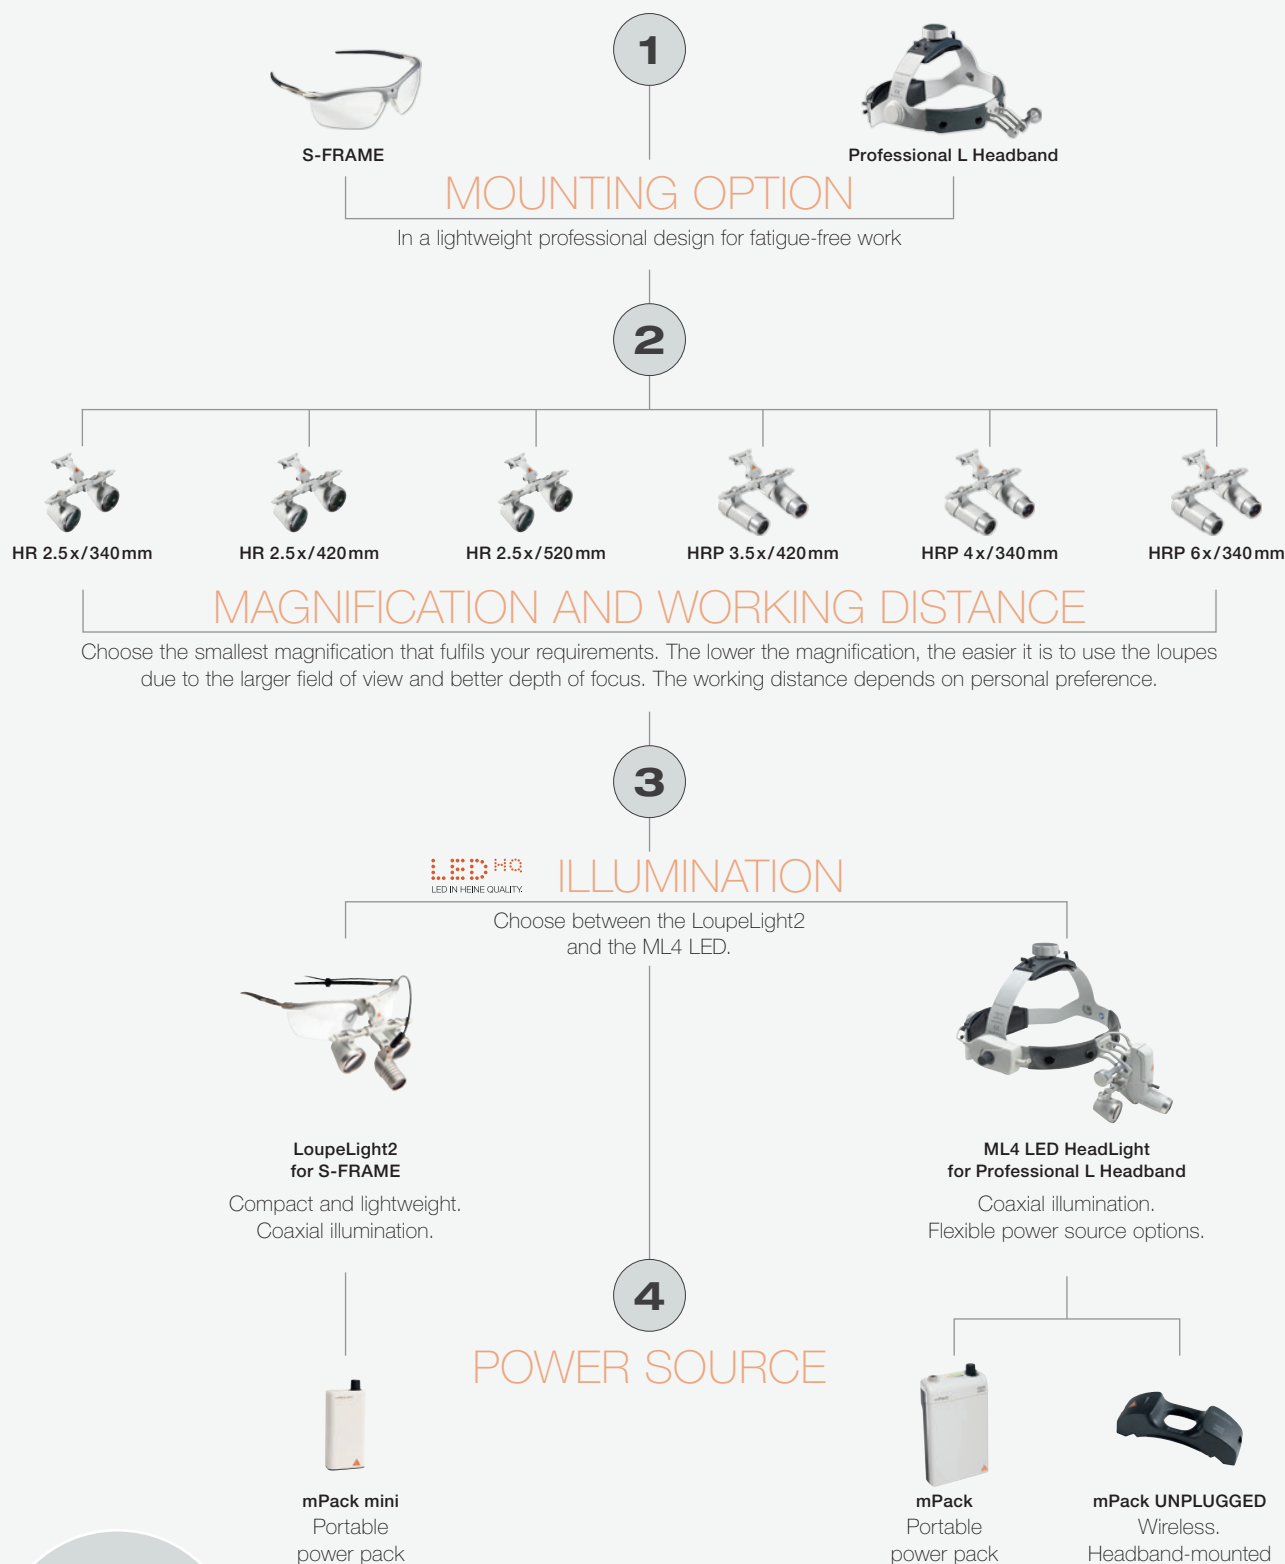 1
S-FRAME
Professional L Headband
MOUNTING OPTION
In a lightweight professional design for fatigue-free work
2
HR 2.5x/340mm
HR 2.5x/420mm
HR 2.5x/520mm
HRP 3.5x/420mm
HRP 4x/340mm
HRP 6x/340mm
MAGNIFICATION AND WORKING DISTANCE
Choose the smallest magnification that fulfils your requirements. The lower the magnification, the easier it is to use the loupes
due to the larger field of view and better depth of focus. The working distance depends on personal preference.
3
LED HQ
LED IN HEINE QUALITY.
ILLUMINATION
Choose between the LoupeLight2
and the ML4 LED.
LoupeLight2
for S-FRAME
Compact and lightweight.
Coaxial illumination.
ML4 LED HeadLight
for Professional L Headband
Coaxial illumination.
Flexible power source options.
4
POWER SOURCE
mPack mini
Portable
power pack
mPack
Portable
power pack
mPack UNPLUGGED
Wireless.
Headband-mounted